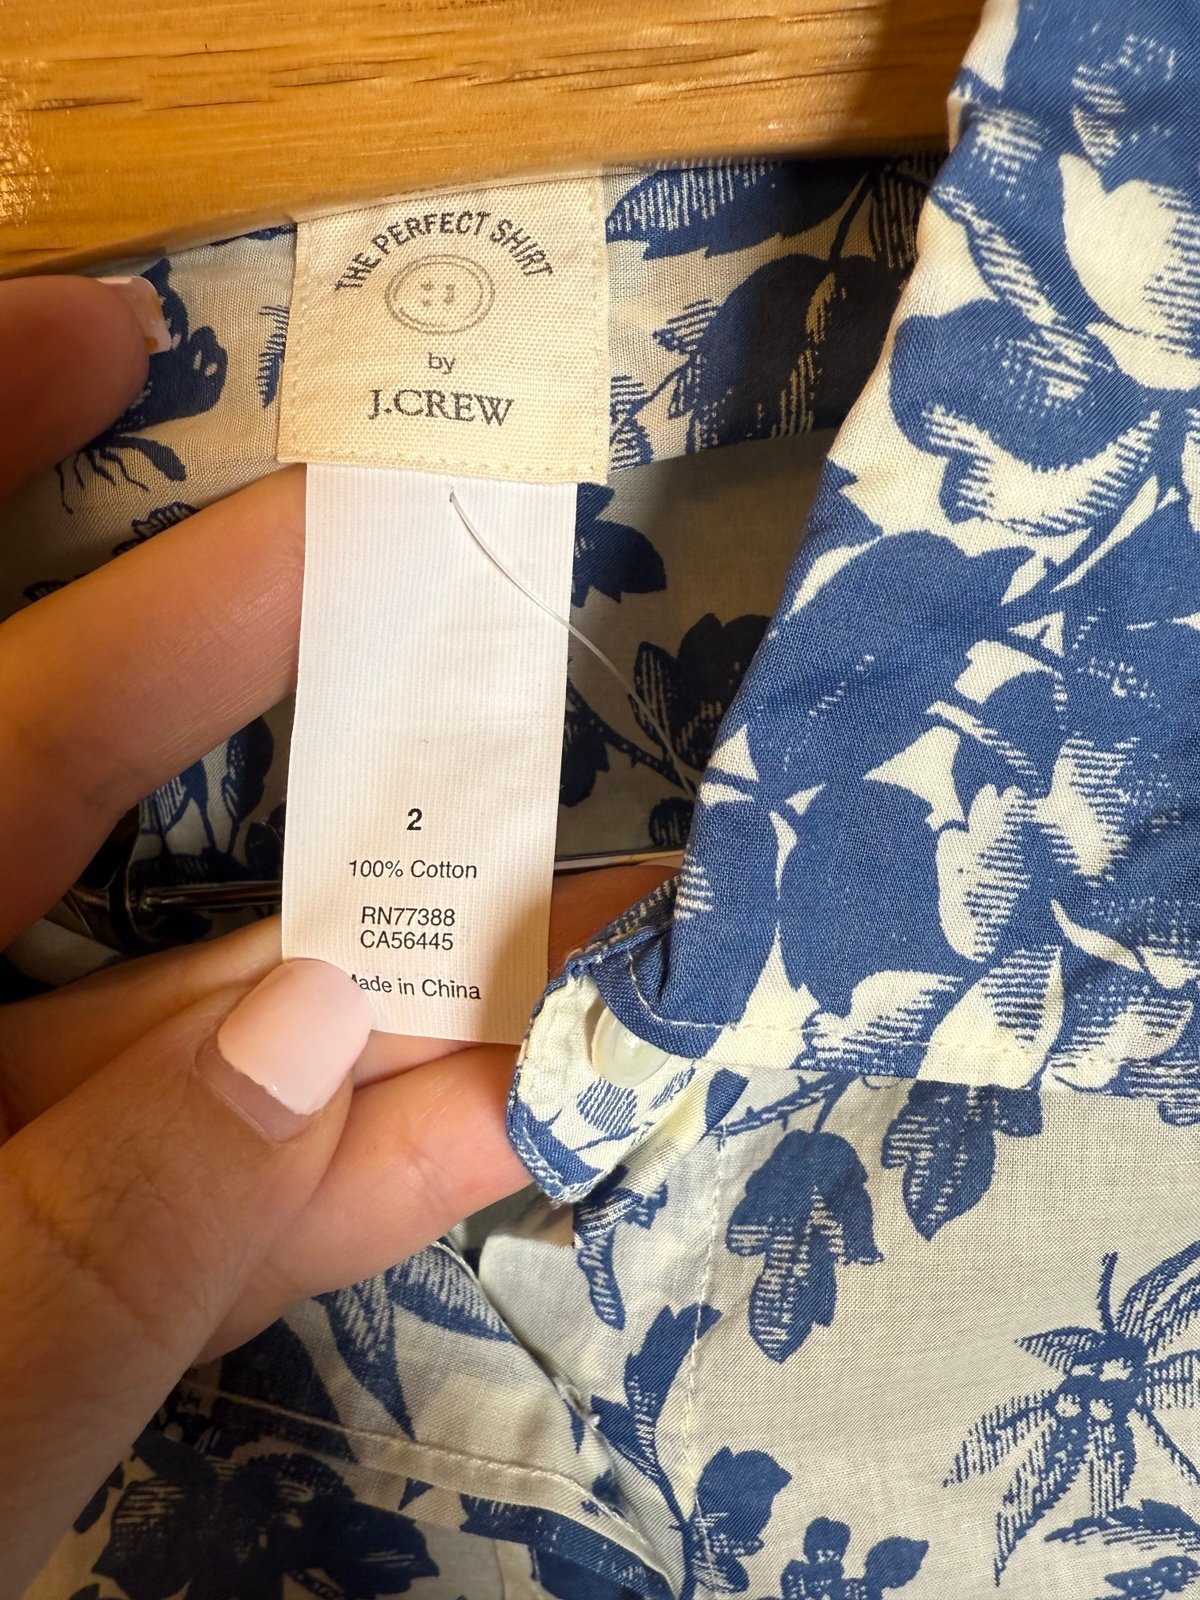 THE PERFECT SHIRT
by
J.CREW
2
100% Cotton
RN77388
CA56445
Made in China